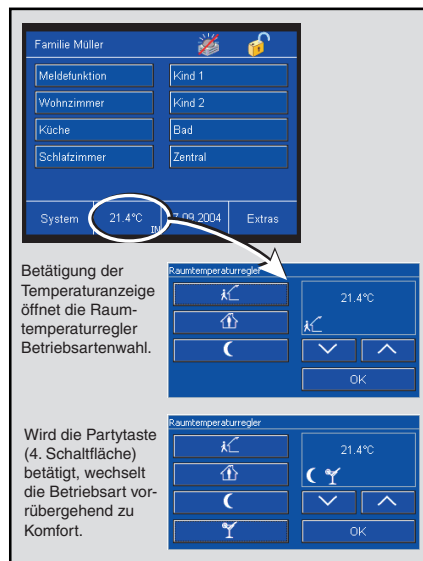 Familie Müller
Meldefunktion Kind 1
Wohnzimmer Kind 2
Küche Bad
Schlafzimmer Zentral
System 21.4°C IN 7.09.2004 Extras
Betätigung der
Temperaturanzeige
öffnet die Raum-
temperaturregler
Betriebsartenwahl.
Raumtemperaturregler
21.4°C
OK
Wird die Partytaste
(4. Schaltfläche)
betätigt, wechselt
die Betriebsart vor-
rübergehend zu
Komfort.
Raumtemperaturregler
21.4°C
OK